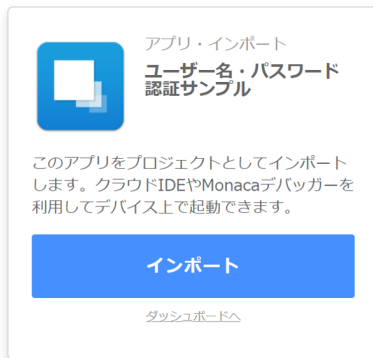 アプリ・インポート
ユーザー名・パスワード
認証サンプル
このアプリをプロジェクトとしてインポート
します。クラウドIDEやMonacaデバッガーを
利用してデバイス上で起動できます。
インポート
ダッシュボードへ